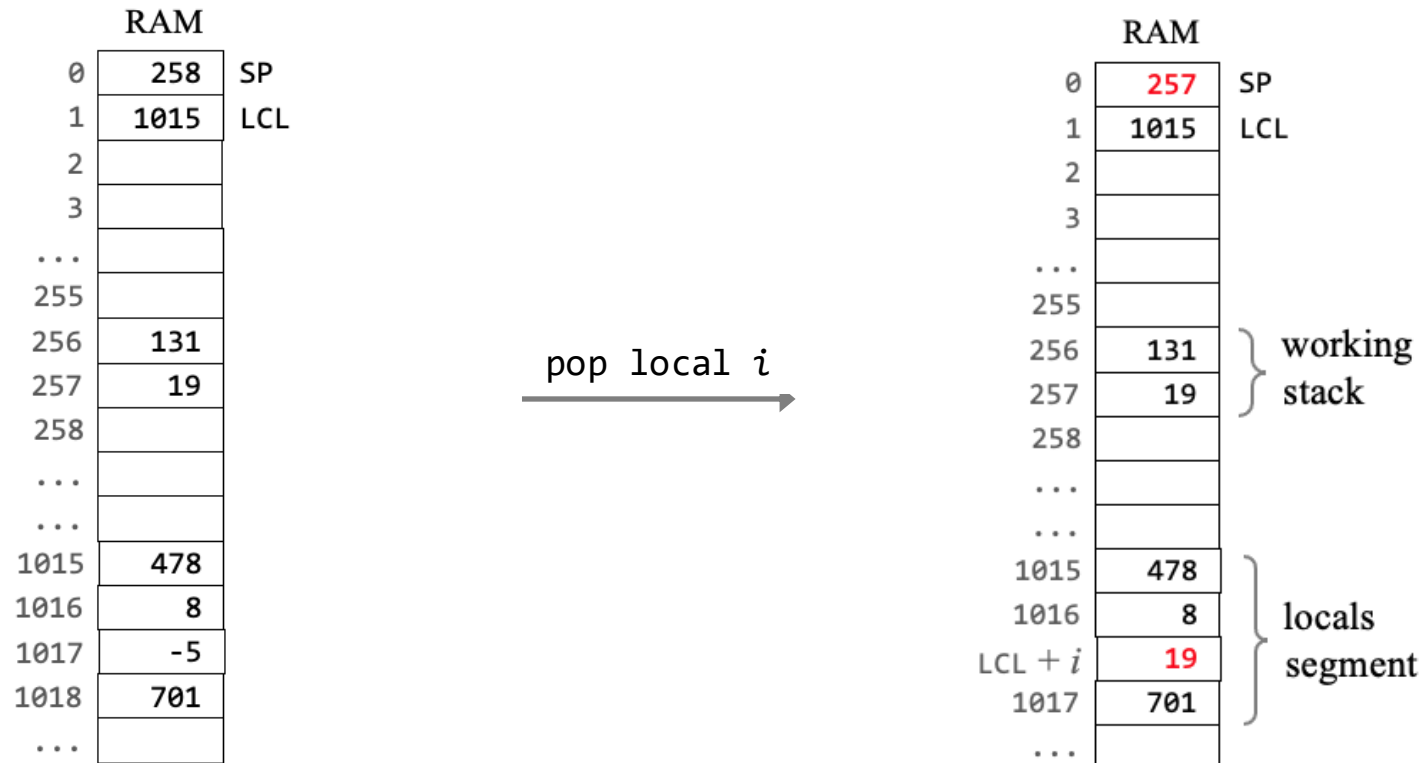 RAM
0 258 SP
1 1015 LCL
2
3
...
255
256 131
257 19
258
...
...
1015 478
1016 8
1017 -5
1018 701
...
pop local i
RAM
0 257 SP
1 1015 LCL
2
3
...
255
256 131
257 19
258
...
...
1015 478
1016 8
LCL + i 19
1017 701
...
working
stack
locals
segment